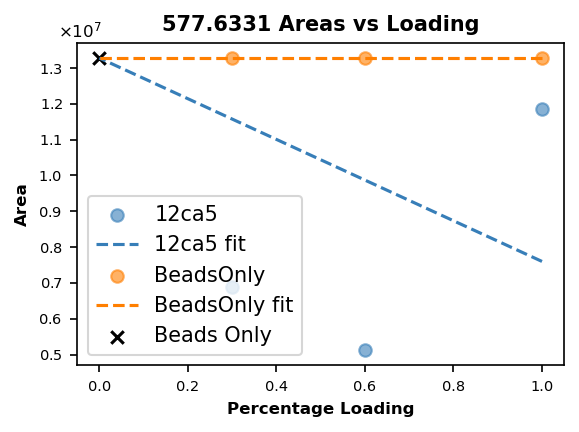 577.6331 Areas vs Loading
×10⁷
1.3
1.2
1.1
1.0
0.9
0.8
0.7
0.6
0.5
Area
12ca5
12ca5 fit
BeadsOnly
BeadsOnly fit
Beads Only
0.0 0.2 0.4 0.6 0.8 1.0
Percentage Loading